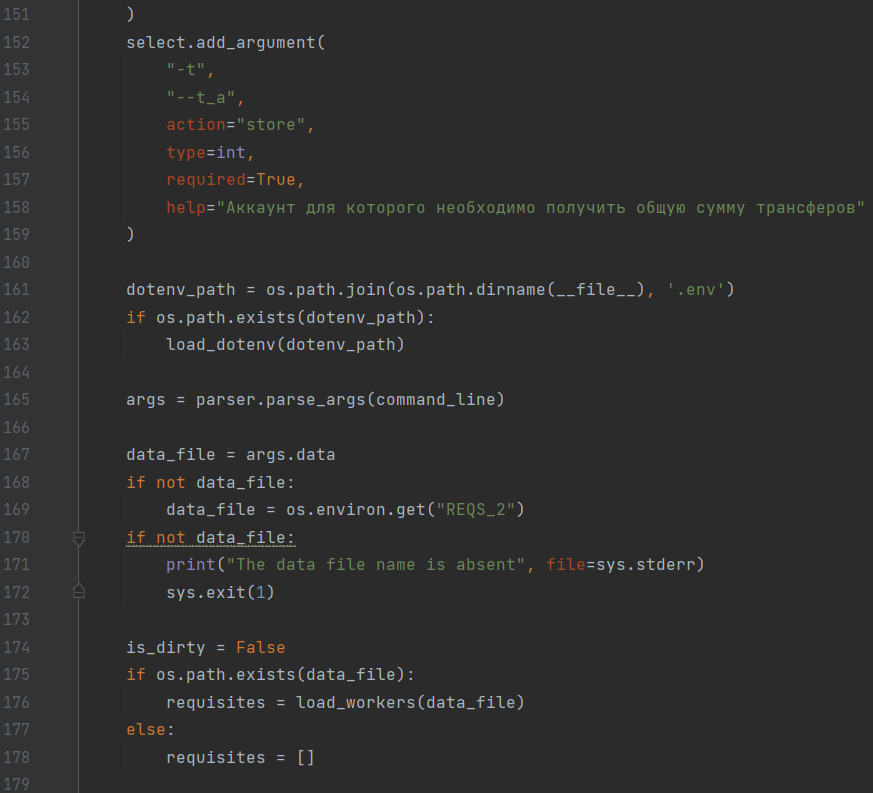 151 )
152 select.add_argument(
153 "-t",
154 "--t_a",
155 action="store",
156 type=int,
157 required=True,
158 help="Аккаунт для которого необходимо получить общую сумму трансферов"
159 )
160
161 dotenv_path = os.path.join(os.path.dirname(__file__), '.env')
162 if os.path.exists(dotenv_path):
163 load_dotenv(dotenv_path)
164
165 args = parser.parse_args(command_line)
166
167 data_file = args.data
168 if not data_file:
169 data_file = os.environ.get("REQS_2")
170 if not data_file:
171 print("The data file name is absent", file=sys.stderr)
172 sys.exit(1)
173
174 is_dirty = False
175 if os.path.exists(data_file):
176 requisites = load_workers(data_file)
177 else:
178 requisites = []
179